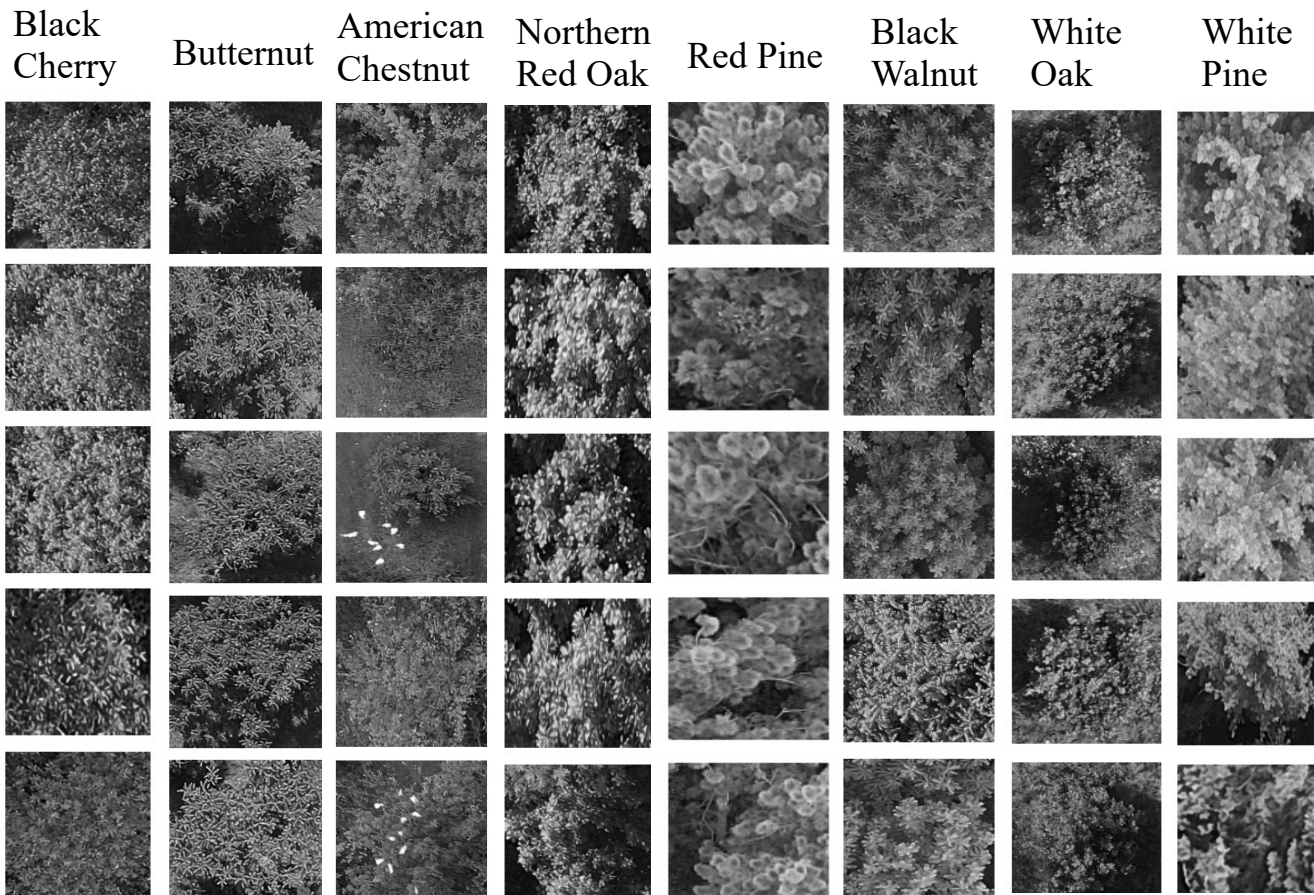 Black
Cherry
Butternut
American
Chestnut
Northern
Red Oak
Red Pine
Black
Walnut
White
Oak
White
Pine